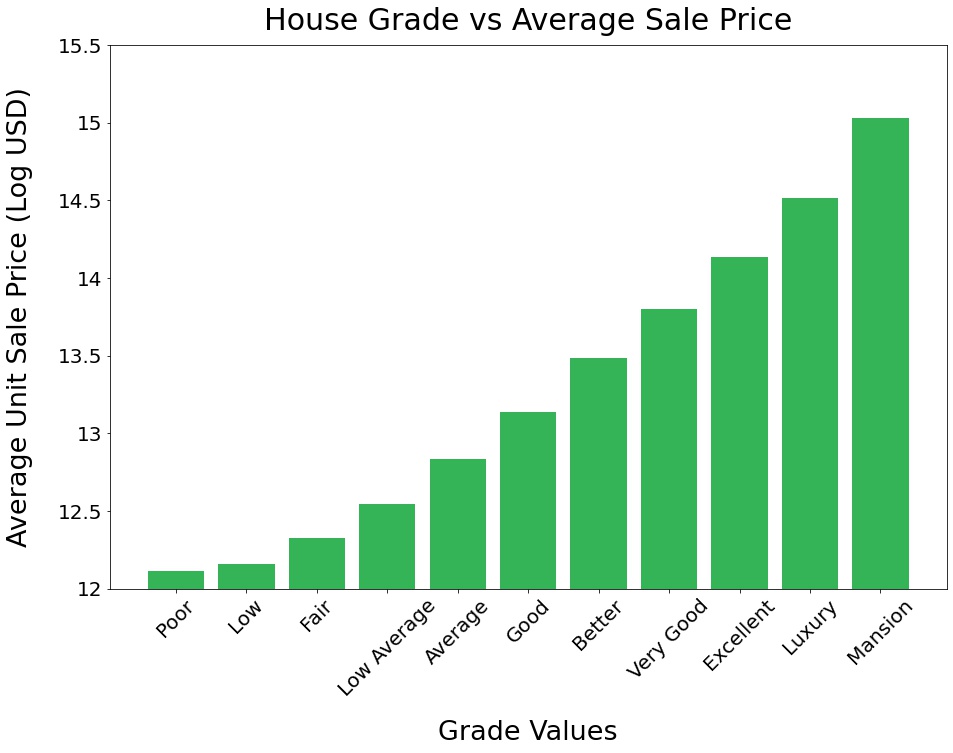 House Grade vs Average Sale Price
Average Unit Sale Price (Log USD)
15.5
15
14.5
14
13.5
13
12.5
12
Poor
Low
Fair
Low Average
Average
Good
Better
Very Good
Excellent
Luxury
Mansion
Grade Values